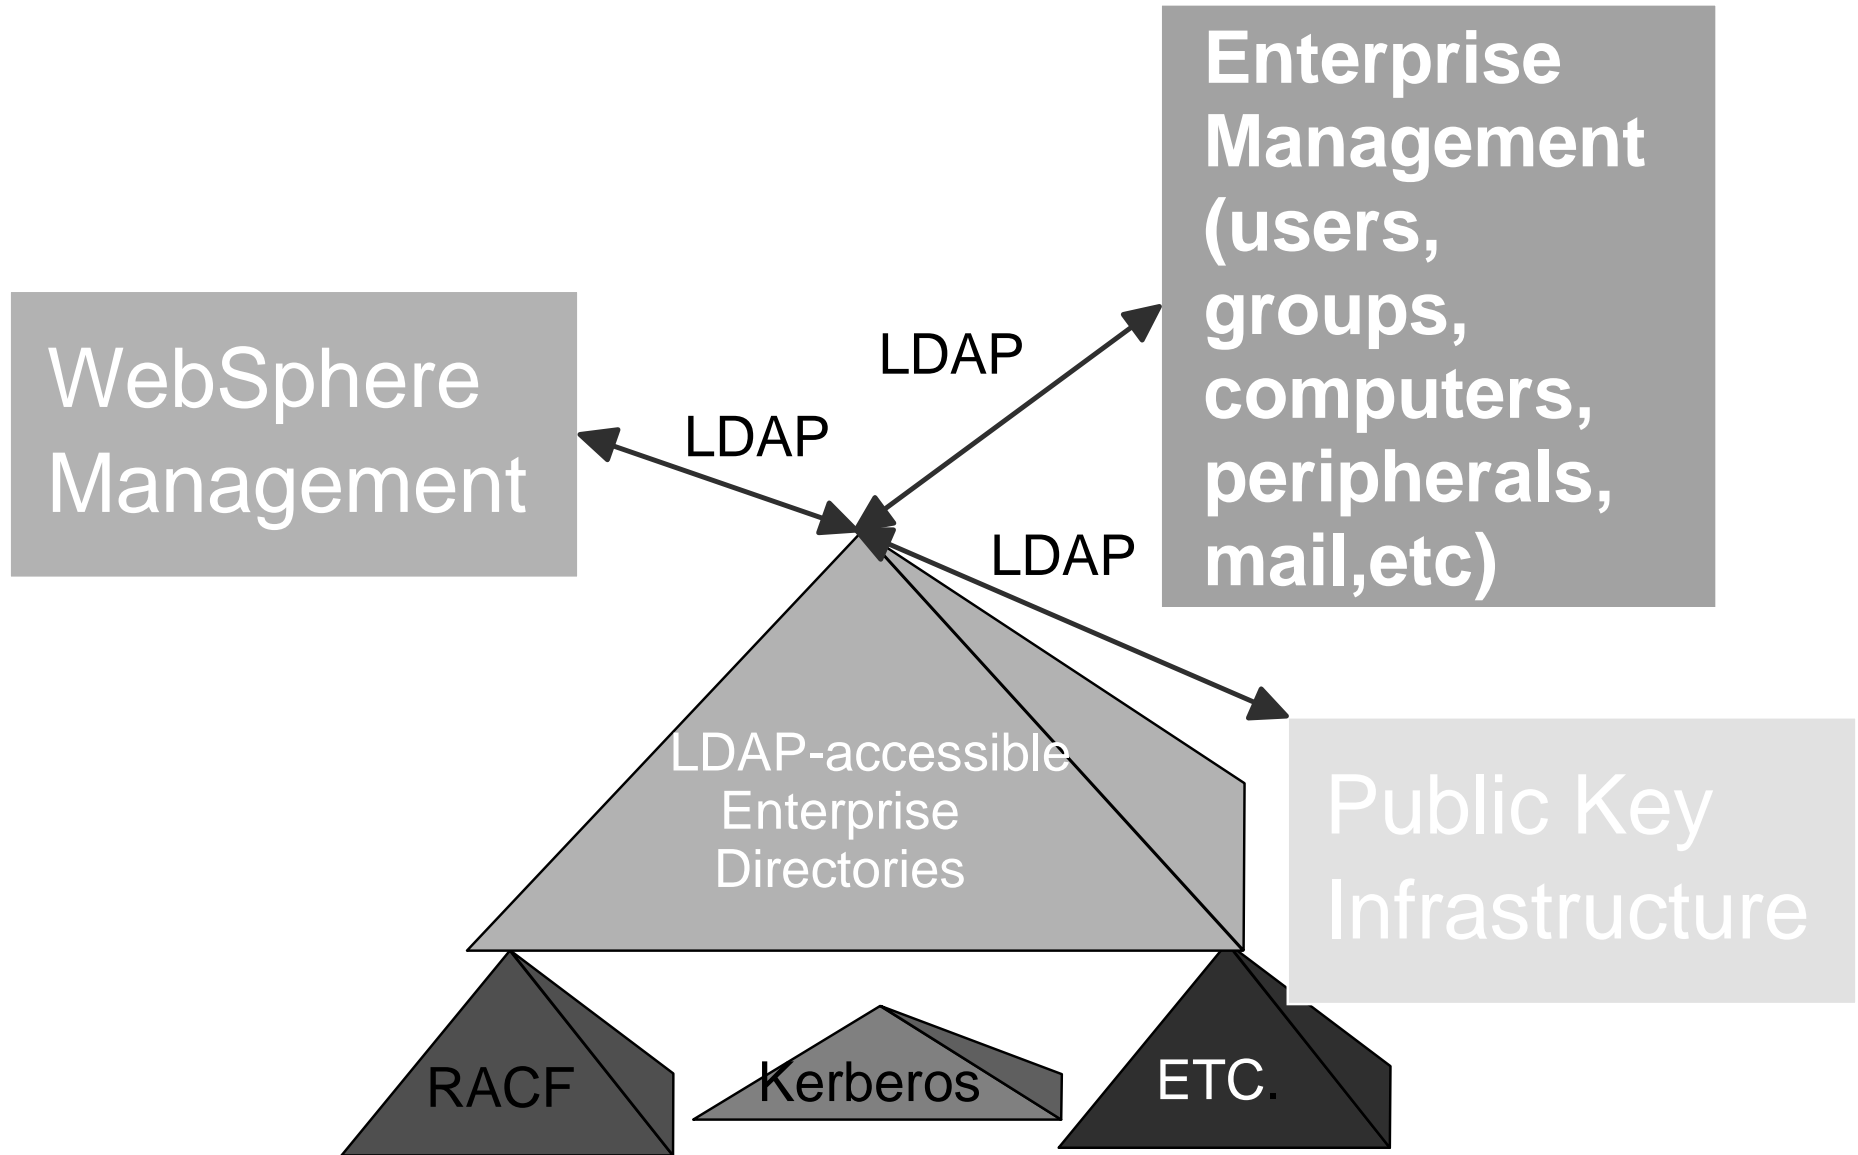 Enterprise
Management
(users,
groups,
computers,
peripherals,
mail,etc)
WebSphere
Management
LDAP
LDAP
LDAP
LDAP-accessible
Enterprise
Directories
Public Key
Infrastructure
RACF
Kerberos
ETC.